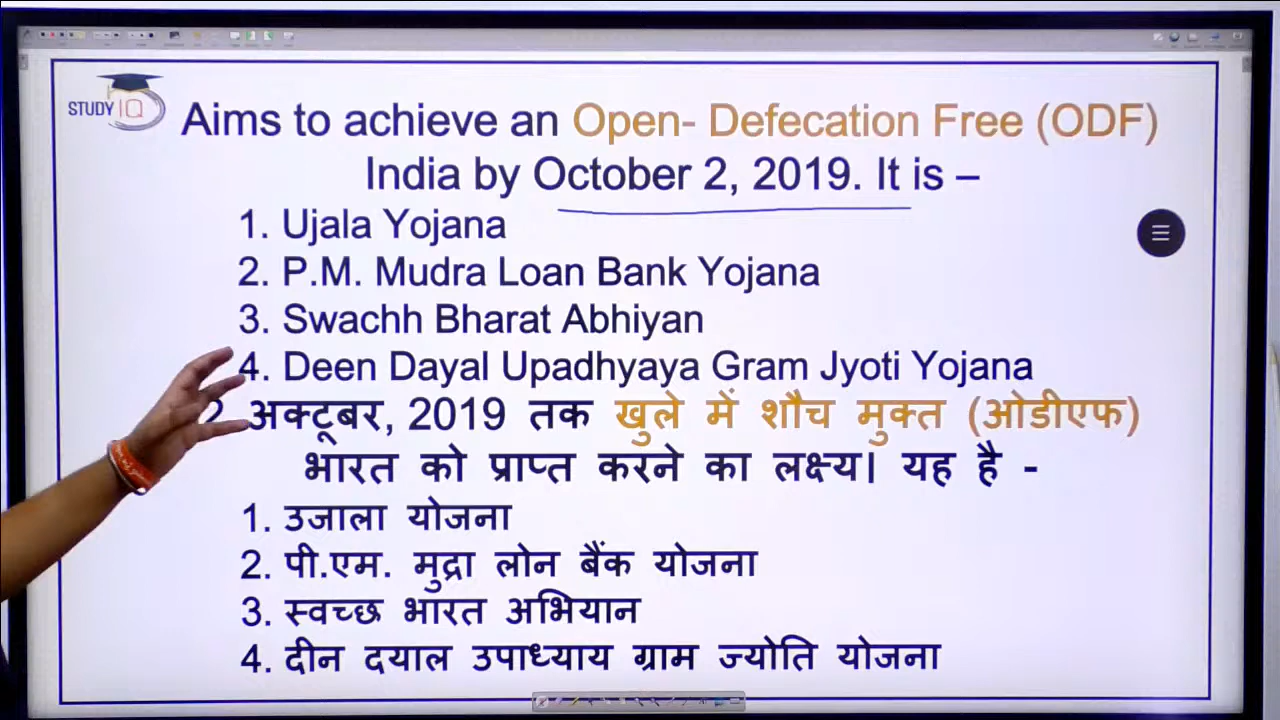 STUDY IQ
Aims to achieve an Open- Defecation Free (ODF)
India by October 2, 2019. It is –
1. Ujala Yojana
2. P.M. Mudra Loan Bank Yojana
3. Swachh Bharat Abhiyan
4. Deen Dayal Upadhyaya Gram Jyoti Yojana
2 अक्टूबर, 2019 तक खुले में शौच मुक्त (ओडीएफ)
भारत को प्राप्त करने का लक्ष्य। यह है -
1. उजाला योजना
2. पी.एम. मुद्रा लोन बैंक योजना
3. स्वच्छ भारत अभियान
4. दीन दयाल उपाध्याय ग्राम ज्योति योजना